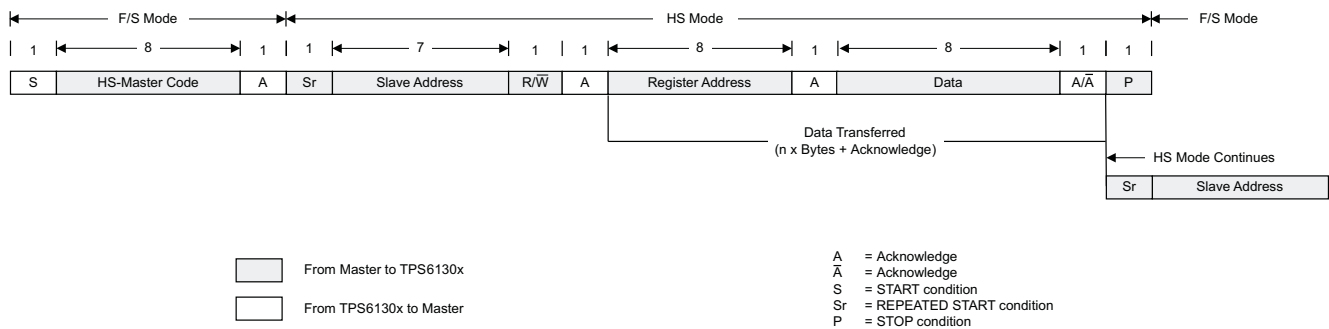 F/S Mode HS Mode F/S Mode
1 8 1 1 7 1 1 8 1 8 1 1
S HS-Master Code A Sr Slave Address R/W̅ A Register Address A Data A/A̅ P
Data Transferred
(n x Bytes + Acknowledge)
HS Mode Continues
Sr Slave Address
From Master to TPS6130x
From TPS6130x to Master
A = Acknowledge
A̅ = Acknowledge
S = START condition
Sr = REPEATED START condition
P = STOP condition